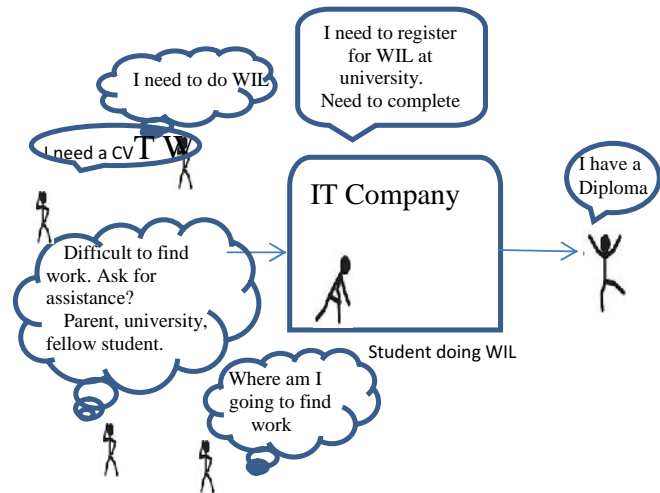 I need to do WIL
I need to register
for WIL at
university.
Need to complete
I need a CV
T W
IT Company
I have a
Diploma
Difficult to find
work. Ask for
assistance?
Parent, university,
fellow student.
Student doing WIL
Where am I
going to find
work